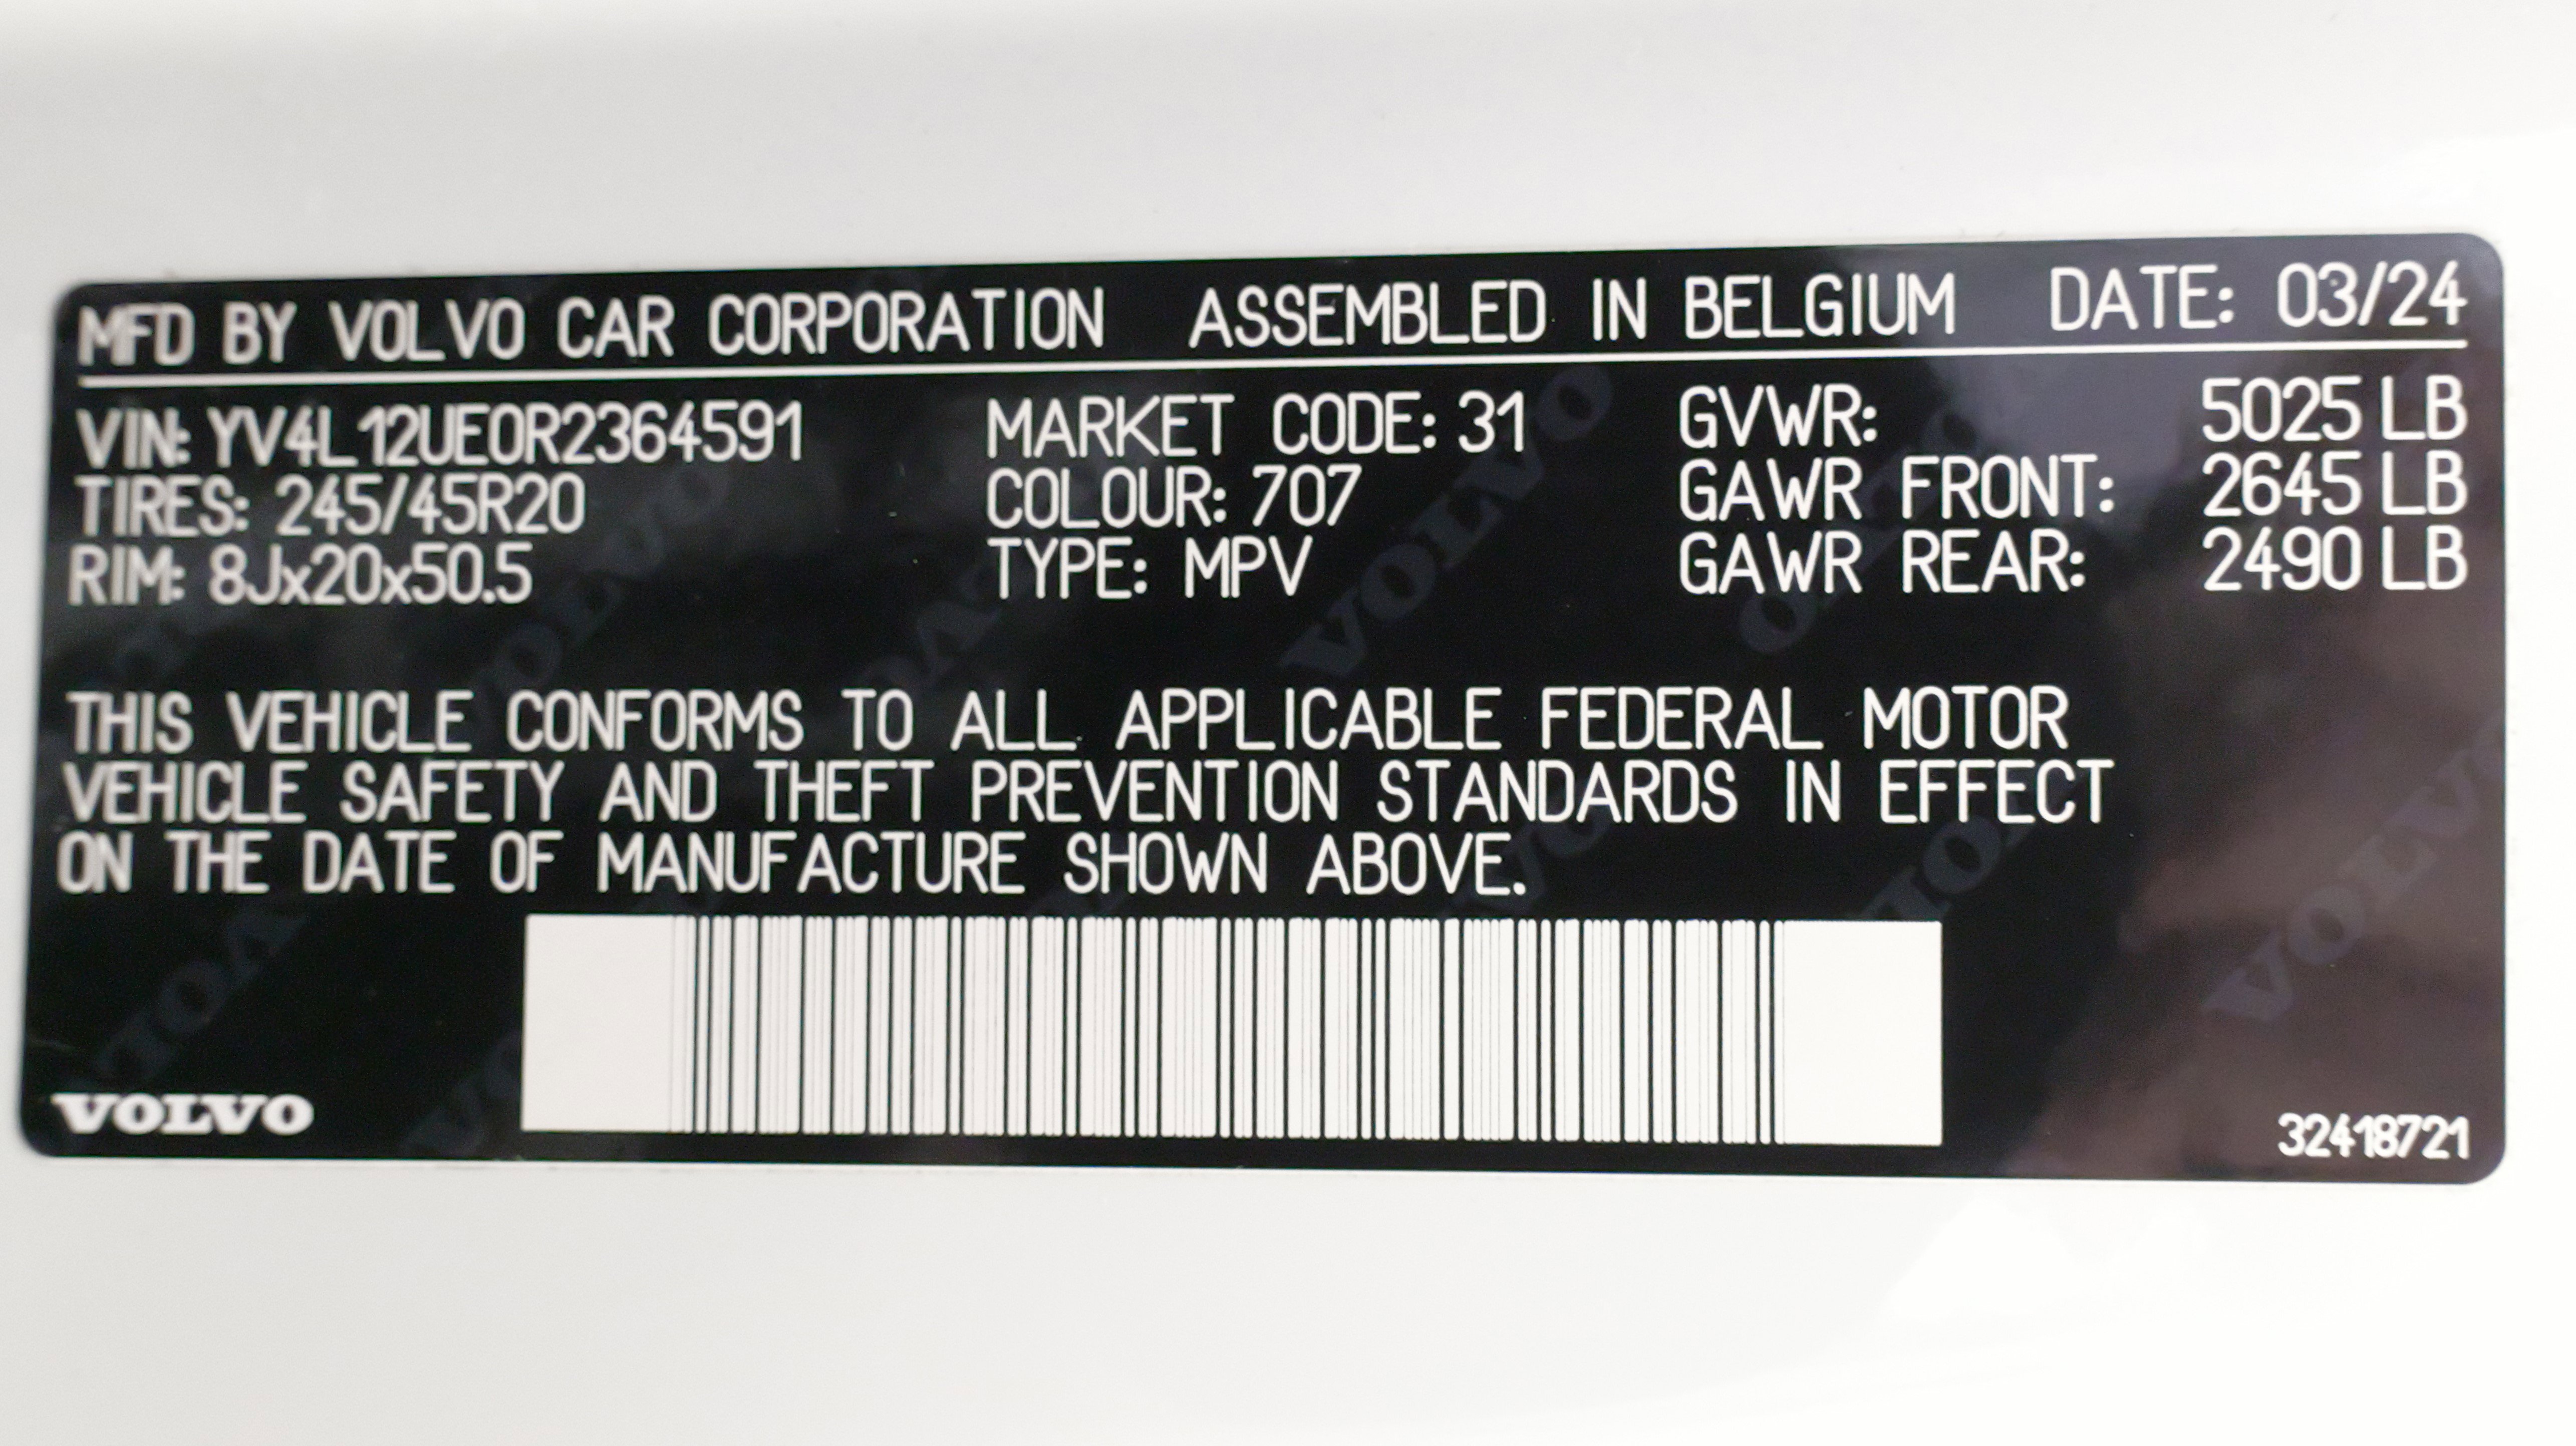 MFD BY VOLVO CAR CORPORATION ASSEMBLED IN BELGIUM DATE: 03/24
VIN: YV4L12UE0R2364591 MARKET CODE: 31 GVWR: 5025 LB
TIRES: 245/45R20 COLOUR: 707 GAWR FRONT: 2645 LB
RIM: 8Jx20x50.5 TYPE: MPV GAWR REAR: 2490 LB
THIS VEHICLE CONFORMS TO ALL APPLICABLE FEDERAL MOTOR
VEHICLE SAFETY AND THEFT PREVENTION STANDARDS IN EFFECT
ON THE DATE OF MANUFACTURE SHOWN ABOVE.
VOLVO 32418721